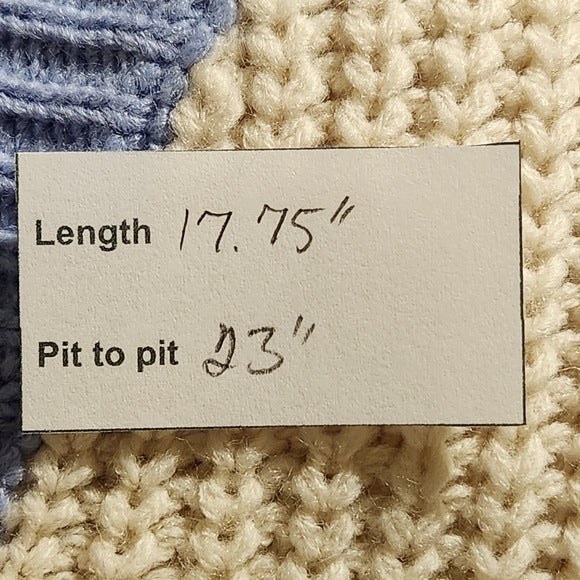 Length 17.75"
Pit to pit 23"